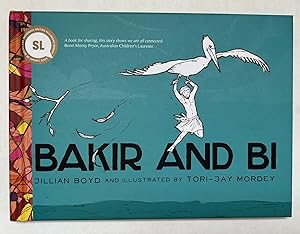 A book for sharing, this story shows we are all connected.
Boori Monty Pryor, Australian Children's Laureate
SL
BAKIR AND BI
JILLIAN BOYD AND ILLUSTRATED BY TORI-JAY MORDEY